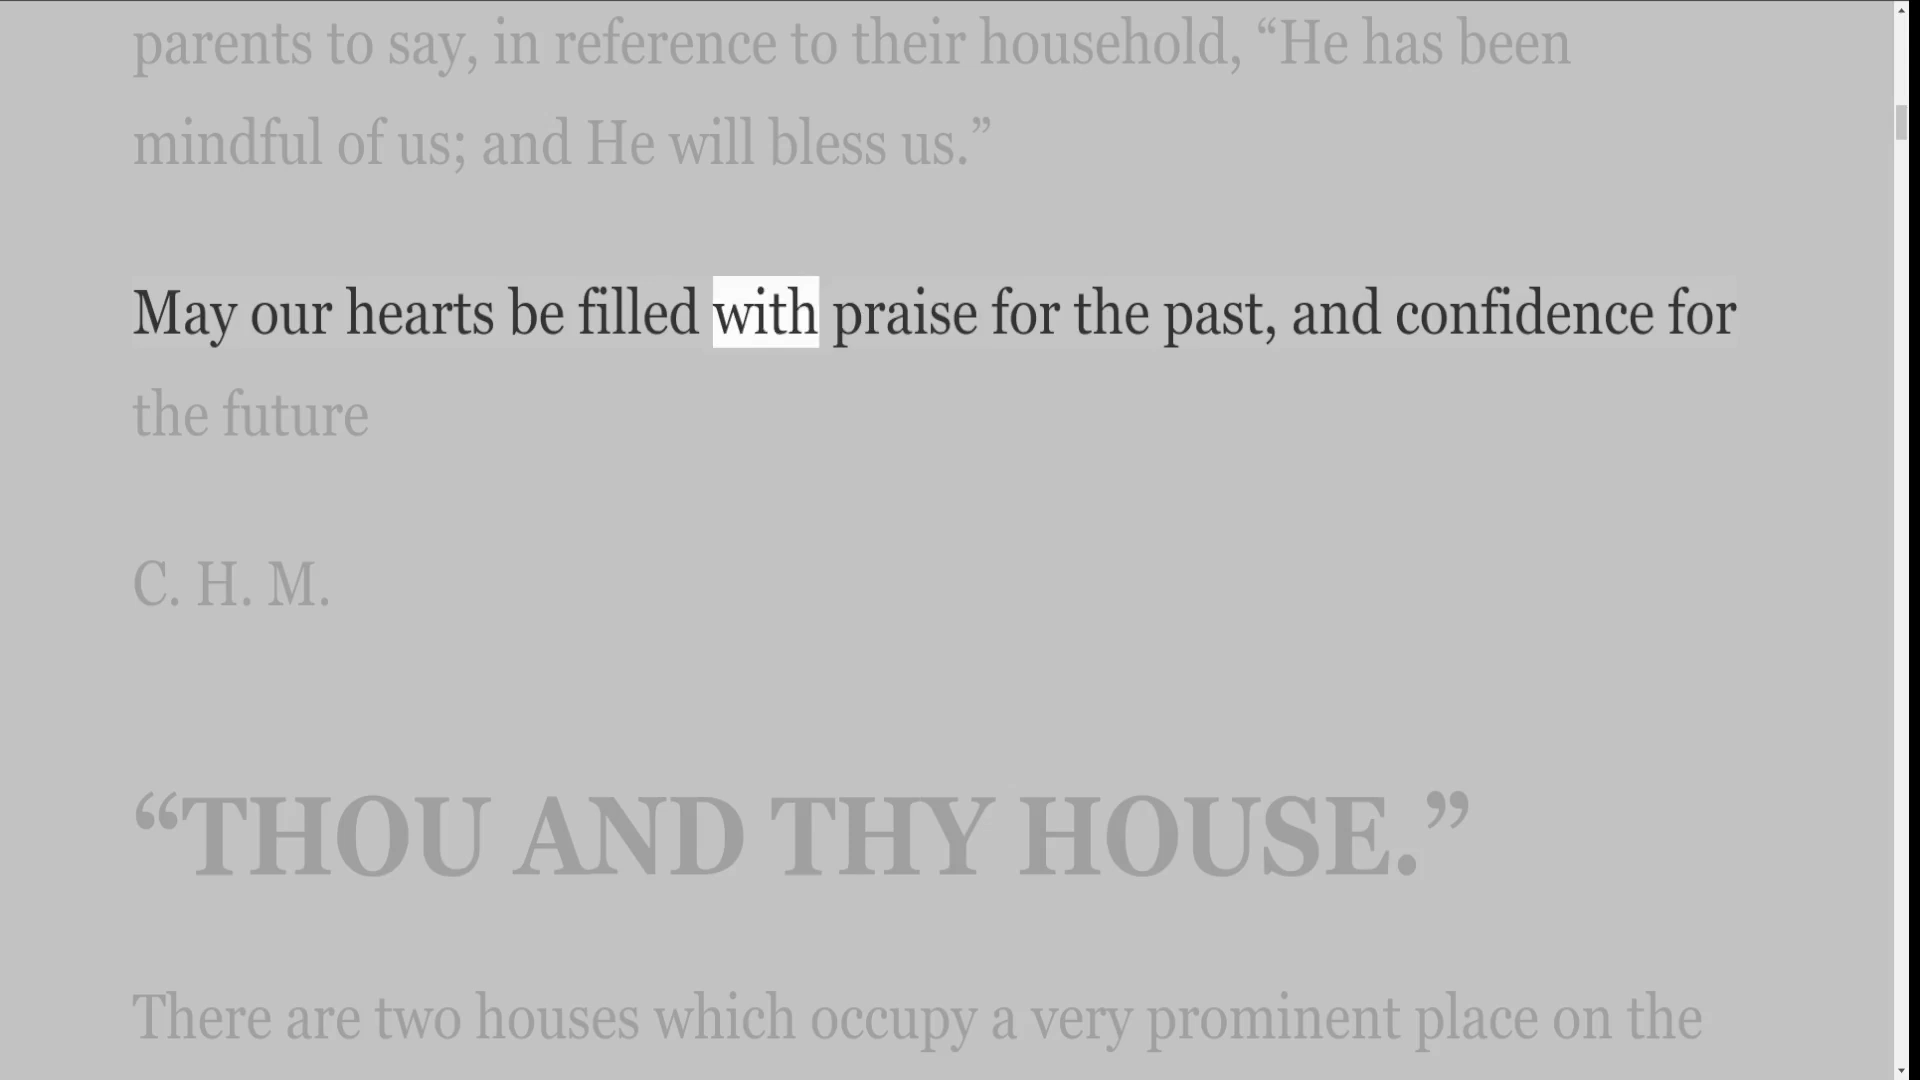 parents to say, in reference to their household, “He has been
mindful of us; and He will bless us.”
May our hearts be filled with praise for the past, and confidence for
the future
C. H. M.
“THOU AND THY HOUSE.”
There are two houses which occupy a very prominent place on the